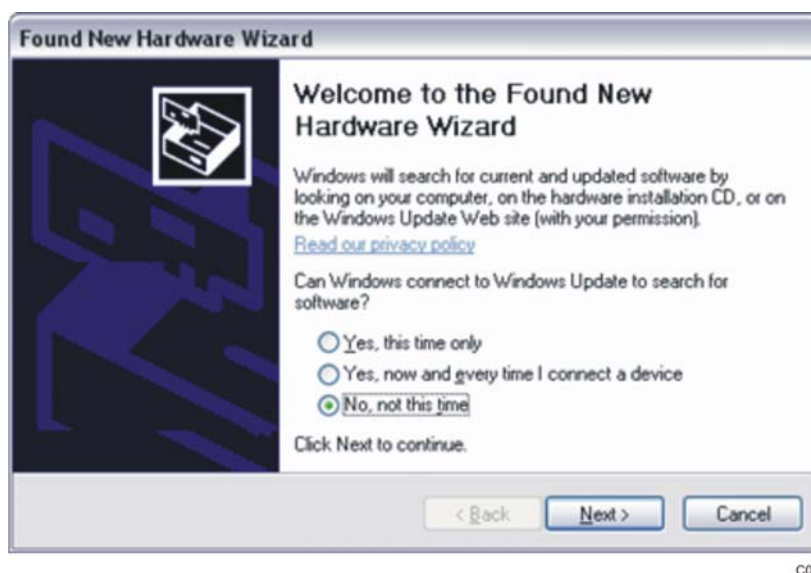 Found New Hardware Wizard
Welcome to the Found New
Hardware Wizard
Windows will search for current and updated software by
looking on your computer, on the hardware installation CD, or on
the Windows Update Web site (with your permission).
Read our privacy policy
Can Windows connect to Windows Update to search for
software?
Yes, this time only
Yes, now and every time I connect a device
No, not this time
Click Next to continue.
< Back Next > Cancel